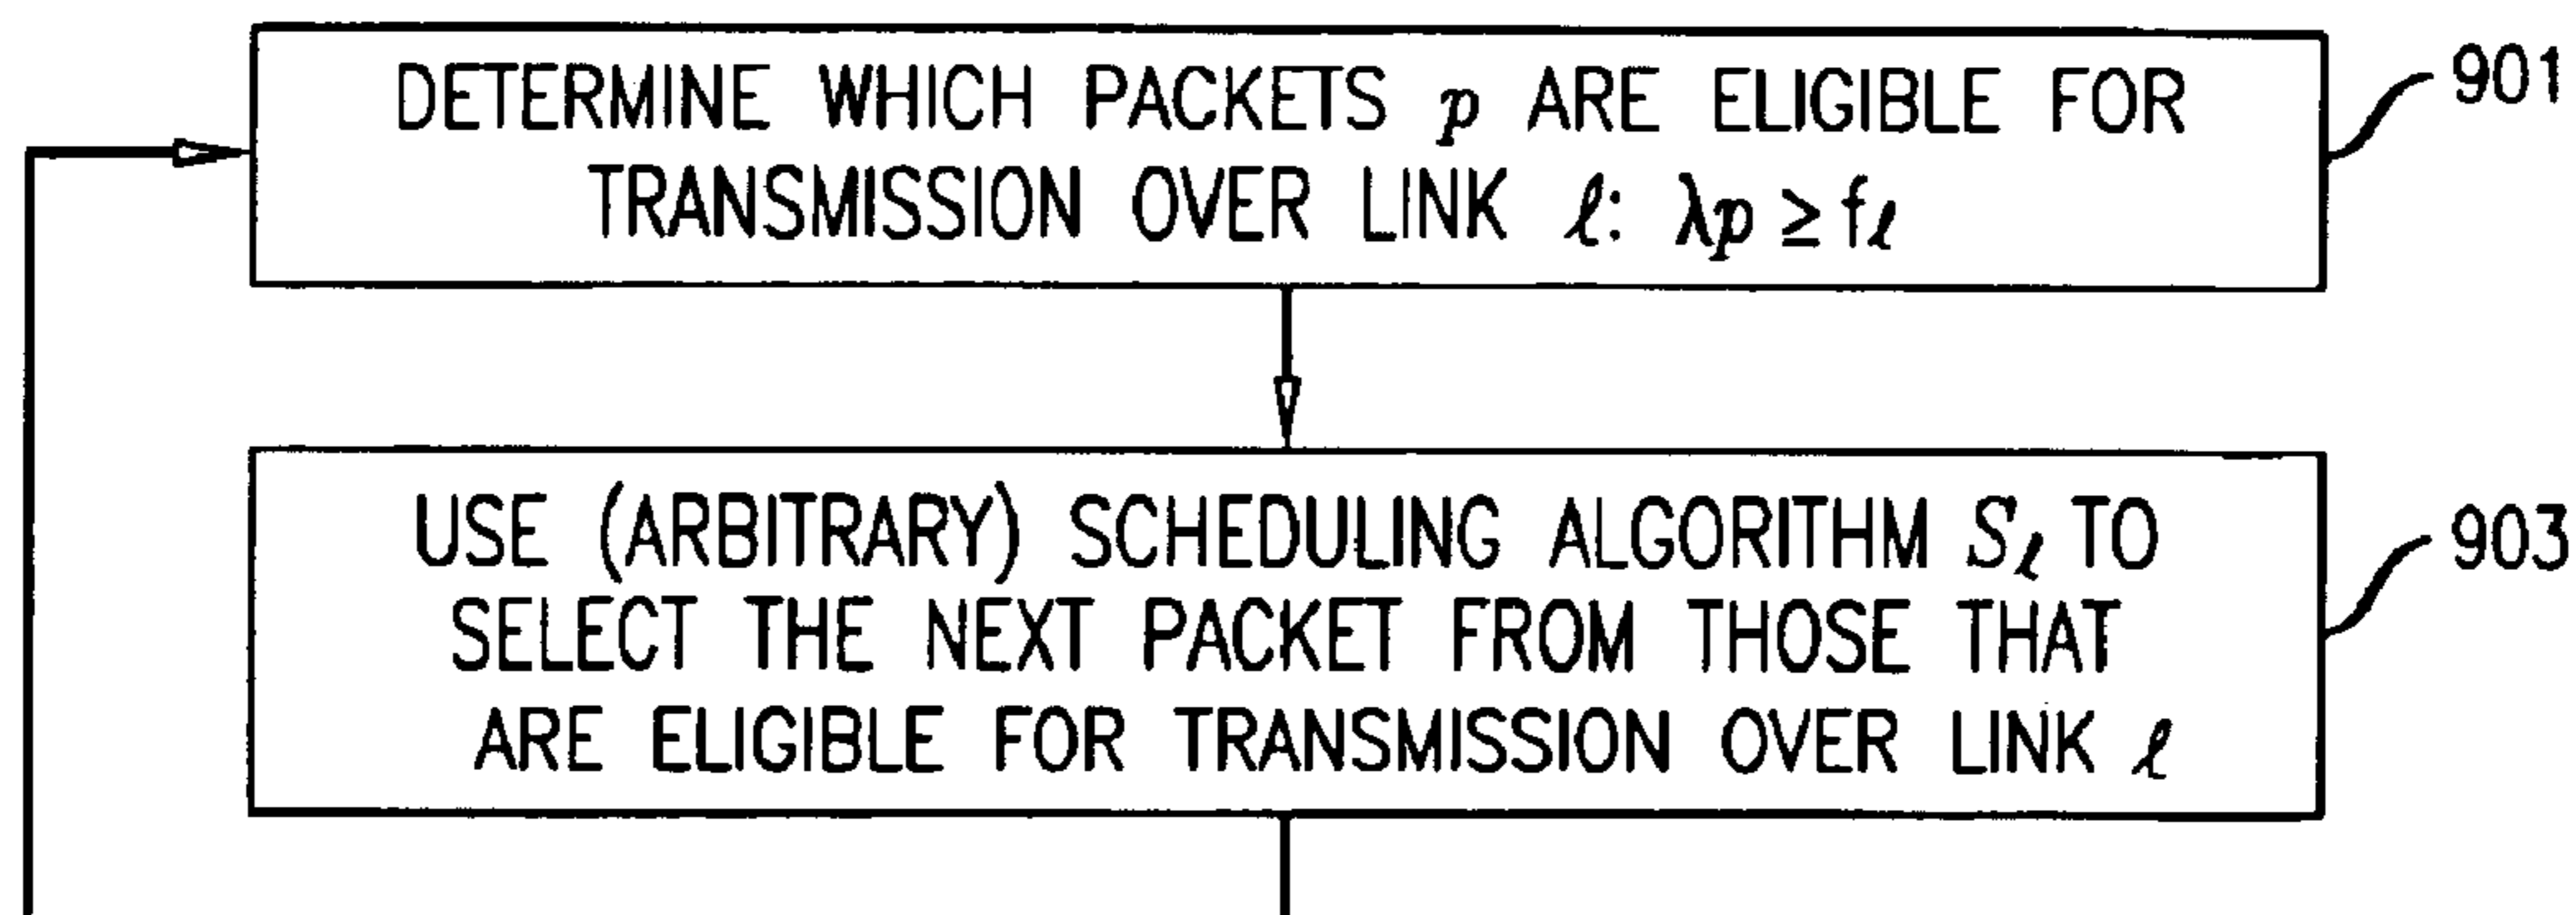 DETERMINE WHICH PACKETS p ARE ELIGIBLE FOR
TRANSMISSION OVER LINK ℓ: λp ≥ fℓ
901
USE (ARBITRARY) SCHEDULING ALGORITHM Sℓ TO
SELECT THE NEXT PACKET FROM THOSE THAT
ARE ELIGIBLE FOR TRANSMISSION OVER LINK ℓ
903